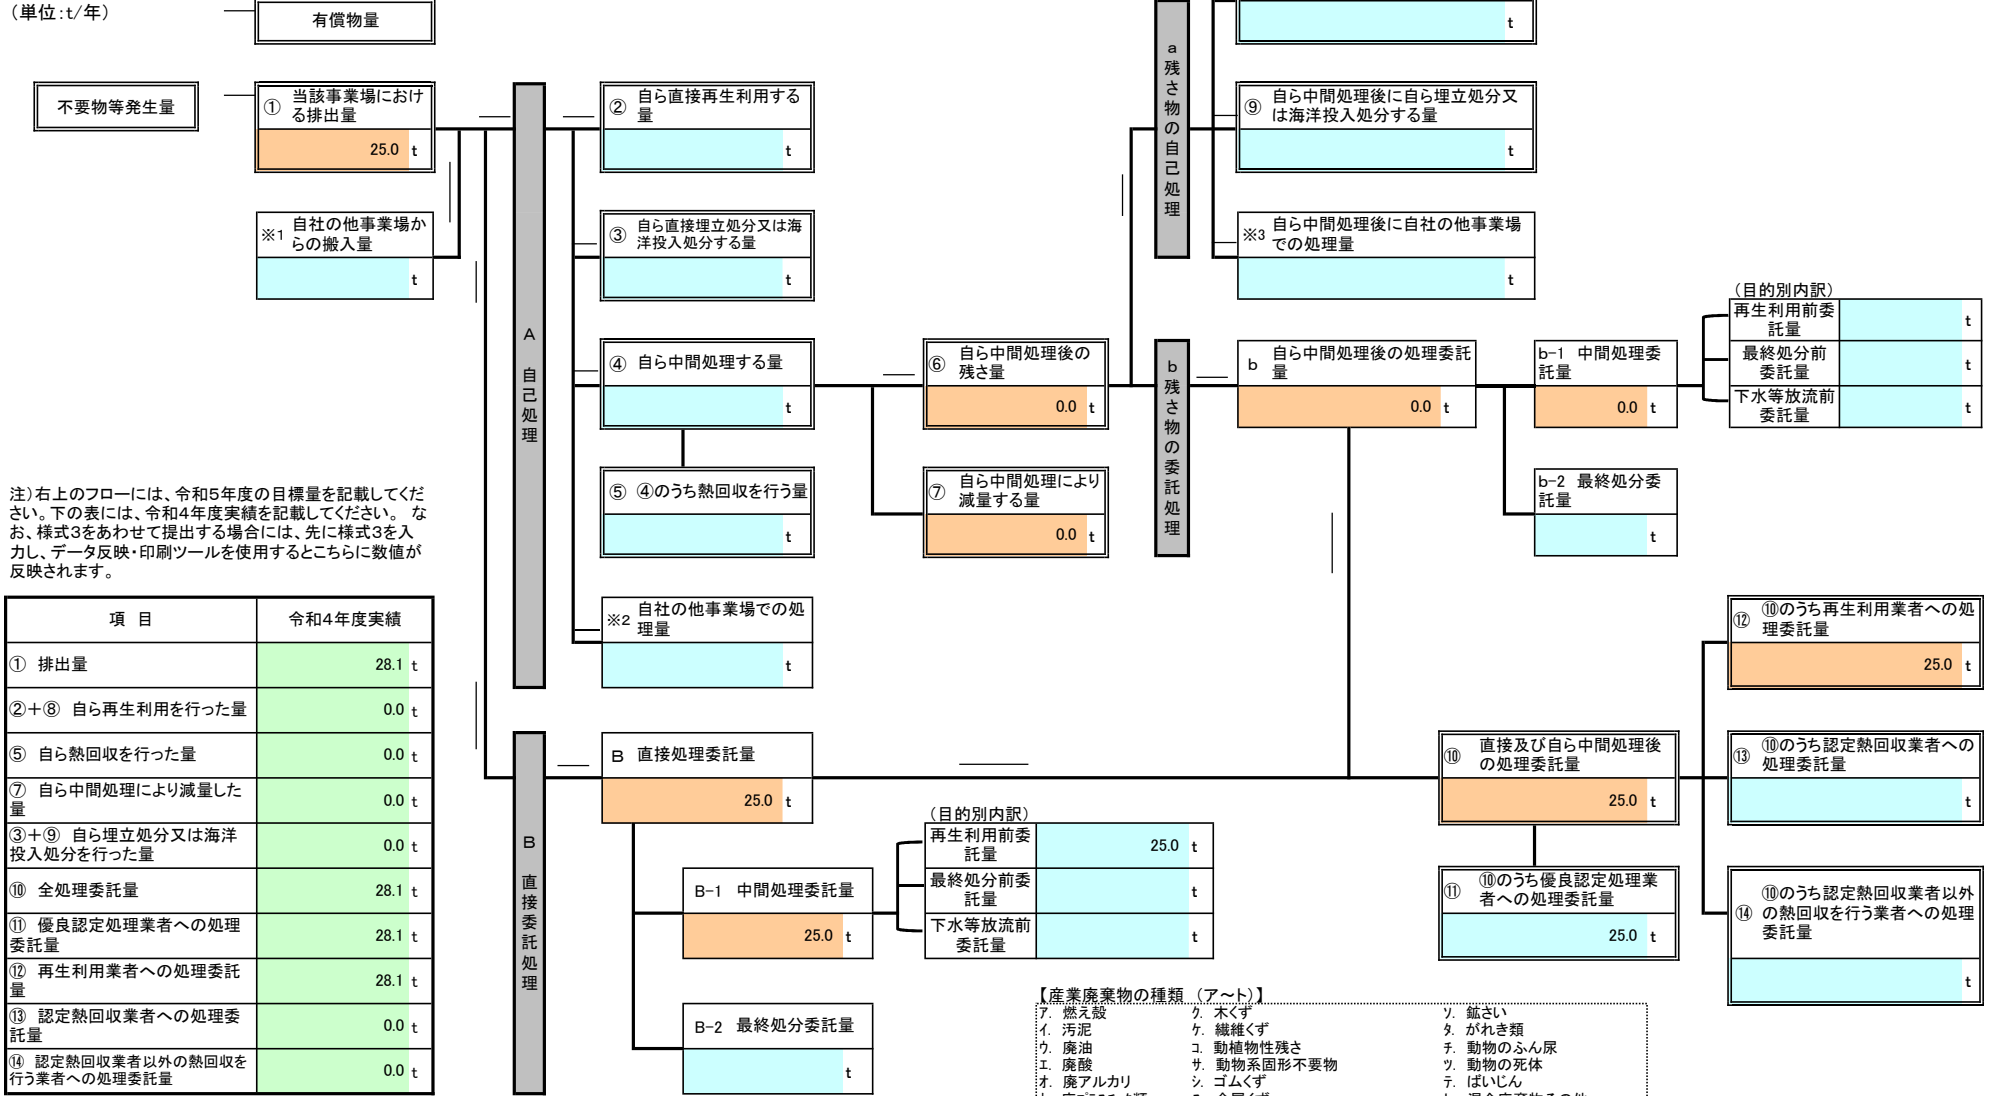 （単位:t/年）
有償物量
t
不要物等発生量
① 当該事業場におけ
る排出量
25.0 t
※1 自社の他事業場か
らの搬入量
t
A 自己処理
② 自ら直接再生利用する
量
t
③ 自ら直接埋立処分又は海
洋投入処分する量
t
④ 自ら中間処理する量
t
⑤ ④のうち熱回収を行う量
t
※2 自社の他事業場での処
理量
t
⑥ 自ら中間処理後の
残さ量
0.0 t
⑦ 自ら中間処理により
減量する量
0.0 t
a 残さ物の自己処理
⑨ 自ら中間処理後に自ら埋立処分又
は海洋投入処分する量
t
※3 自ら中間処理後に自社の他事業場
での処理量
t
b 残さ物の委託処理
b 自ら中間処理後の処理委託
量
0.0 t
b-1 中間処理委
託量
0.0 t
b-2 最終処分委
託量
t
（目的別内訳）
再生利用前委
託量
t
最終処分前
委託量
t
下水等放流前
委託量
t
注）右上のフローには、令和5年度の目標量を記載してくだ
さい。下の表には、令和4年度実績を記載してください。 な
お、様式3をあわせて提出する場合には、先に様式3を入
力し、データ反映・印刷ツールを使用するとこちらに数値が
反映されます。
項 目 令和4年度実績
① 排出量 28.1 t
②＋⑧ 自ら再生利用を行った量 0.0 t
⑤ 自ら熱回収を行った量 0.0 t
⑦ 自ら中間処理により減量した
量 0.0 t
③＋⑨ 自ら埋立処分又は海洋
投入処分を行った量 0.0 t
⑩ 全処理委託量 28.1 t
⑪ 優良認定処理業者への処理
委託量 28.1 t
⑫ 再生利用業者への処理委託
量 28.1 t
⑬ 認定熱回収業者への処理委
託量 0.0 t
⑭ 認定熱回収業者以外の熱回収を
行う業者への処理委託量 0.0 t
B 直接委託処理
B 直接処理委託量
25.0 t
B-1 中間処理委託量
25.0 t
B-2 最終処分委託量
t
（目的別内訳）
再生利用前委
託量
25.0 t
最終処分前委
託量
t
下水等放流前
委託量
t
⑩ 直接及び自ら中間処理後
の処理委託量
25.0 t
⑪ ⑩のうち優良認定処理業
者への処理委託量
25.0 t
⑫ ⑩のうち再生利用業者への処
理委託量
25.0 t
⑬ ⑩のうち認定熱回収業者への
処理委託量
t
⑭ ⑩のうち認定熱回収業者以外
の熱回収を行う業者への処理
委託量
t
【産業廃棄物の種類 （ア～ト）】
ア. 燃え殻 ク. 木くず ソ. 鉱さい
イ. 汚泥 ケ. 繊維くず タ. がれき類
ウ. 廃油 コ. 動植物性残さ チ. 動物のふん尿
エ. 廃酸 サ. 動物系固形不要物 ツ. 動物の死体
オ. 廃アルカリ シ. ゴムくず テ. ばいじん